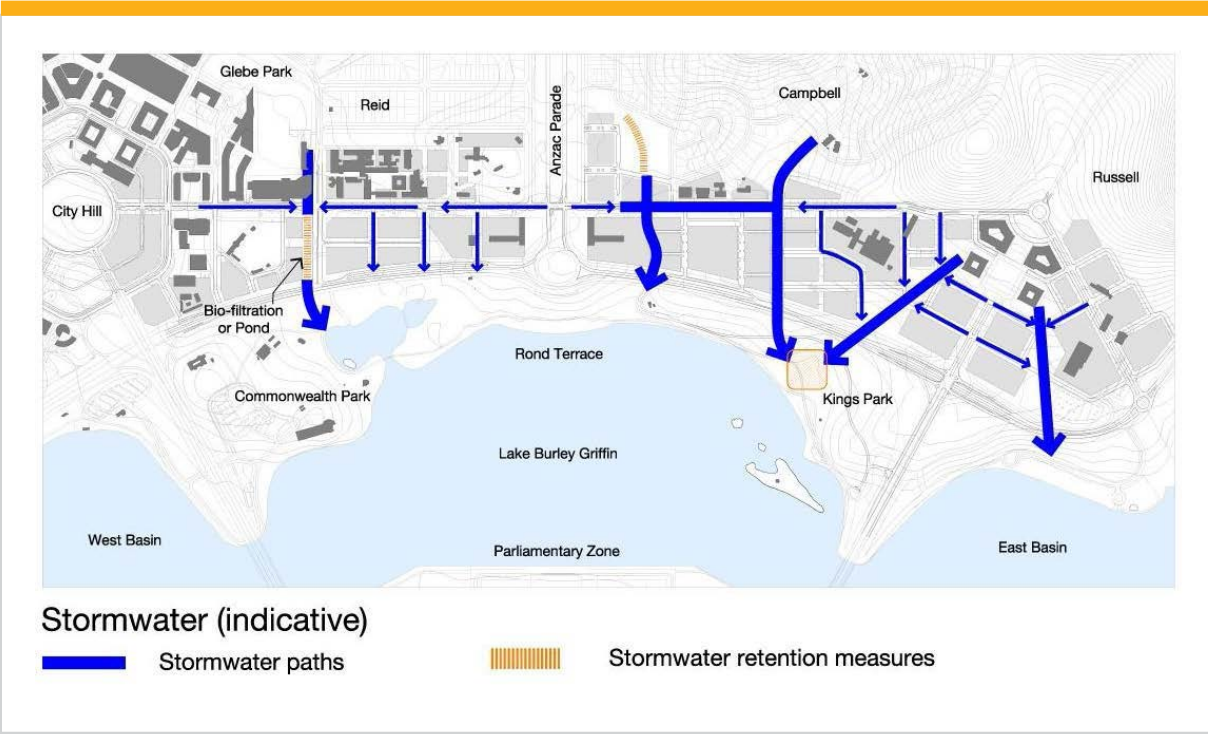 Glebe Park
Reid
Anzac Parade
Campbell
Russell
City Hill
Bio-filtration
or Pond
Rond Terrace
Commonwealth Park
Kings Park
Lake Burley Griffin
West Basin
Parliamentary Zone
East Basin
Stormwater (indicative)
Stormwater paths
Stormwater retention measures